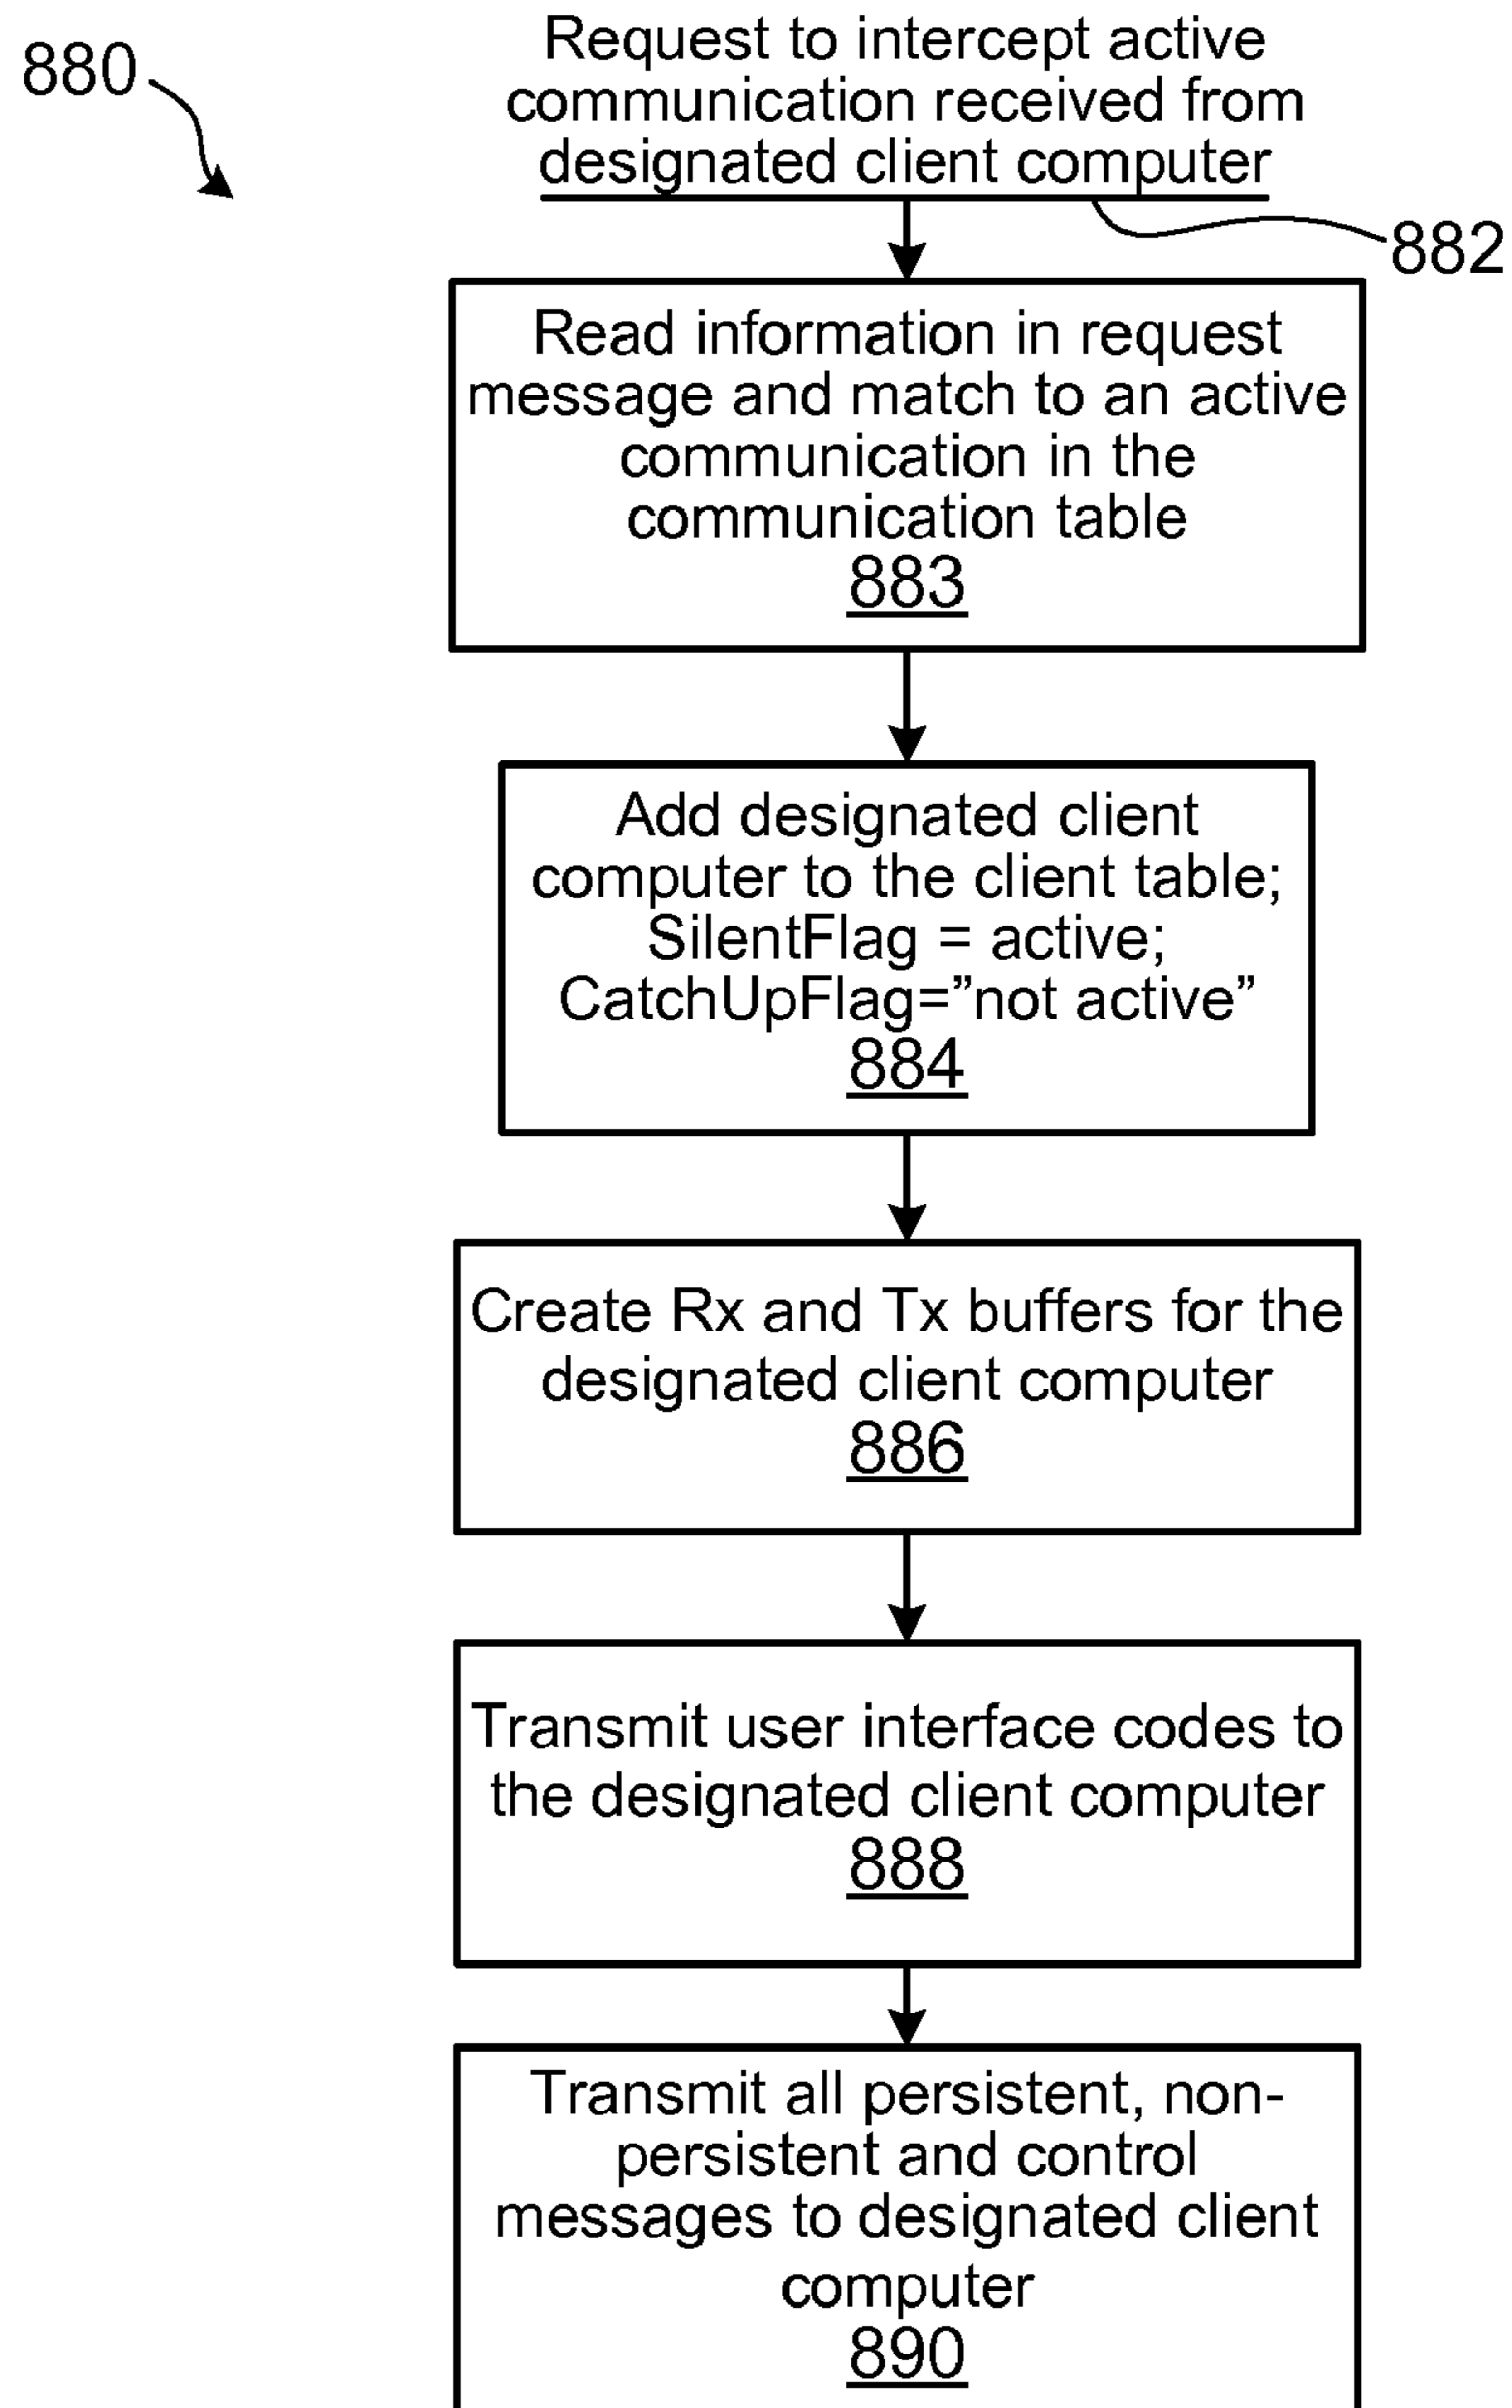 880
Request to intercept active
communication received from
designated client computer
882
Read information in request
message and match to an active
communication in the
communication table
883
Add designated client
computer to the client table;
SilentFlag = active;
CatchUpFlag=”not active”
884
Create Rx and Tx buffers for the
designated client computer
886
Transmit user interface codes to
the designated client computer
888
Transmit all persistent, non-
persistent and control
messages to designated client
computer
890